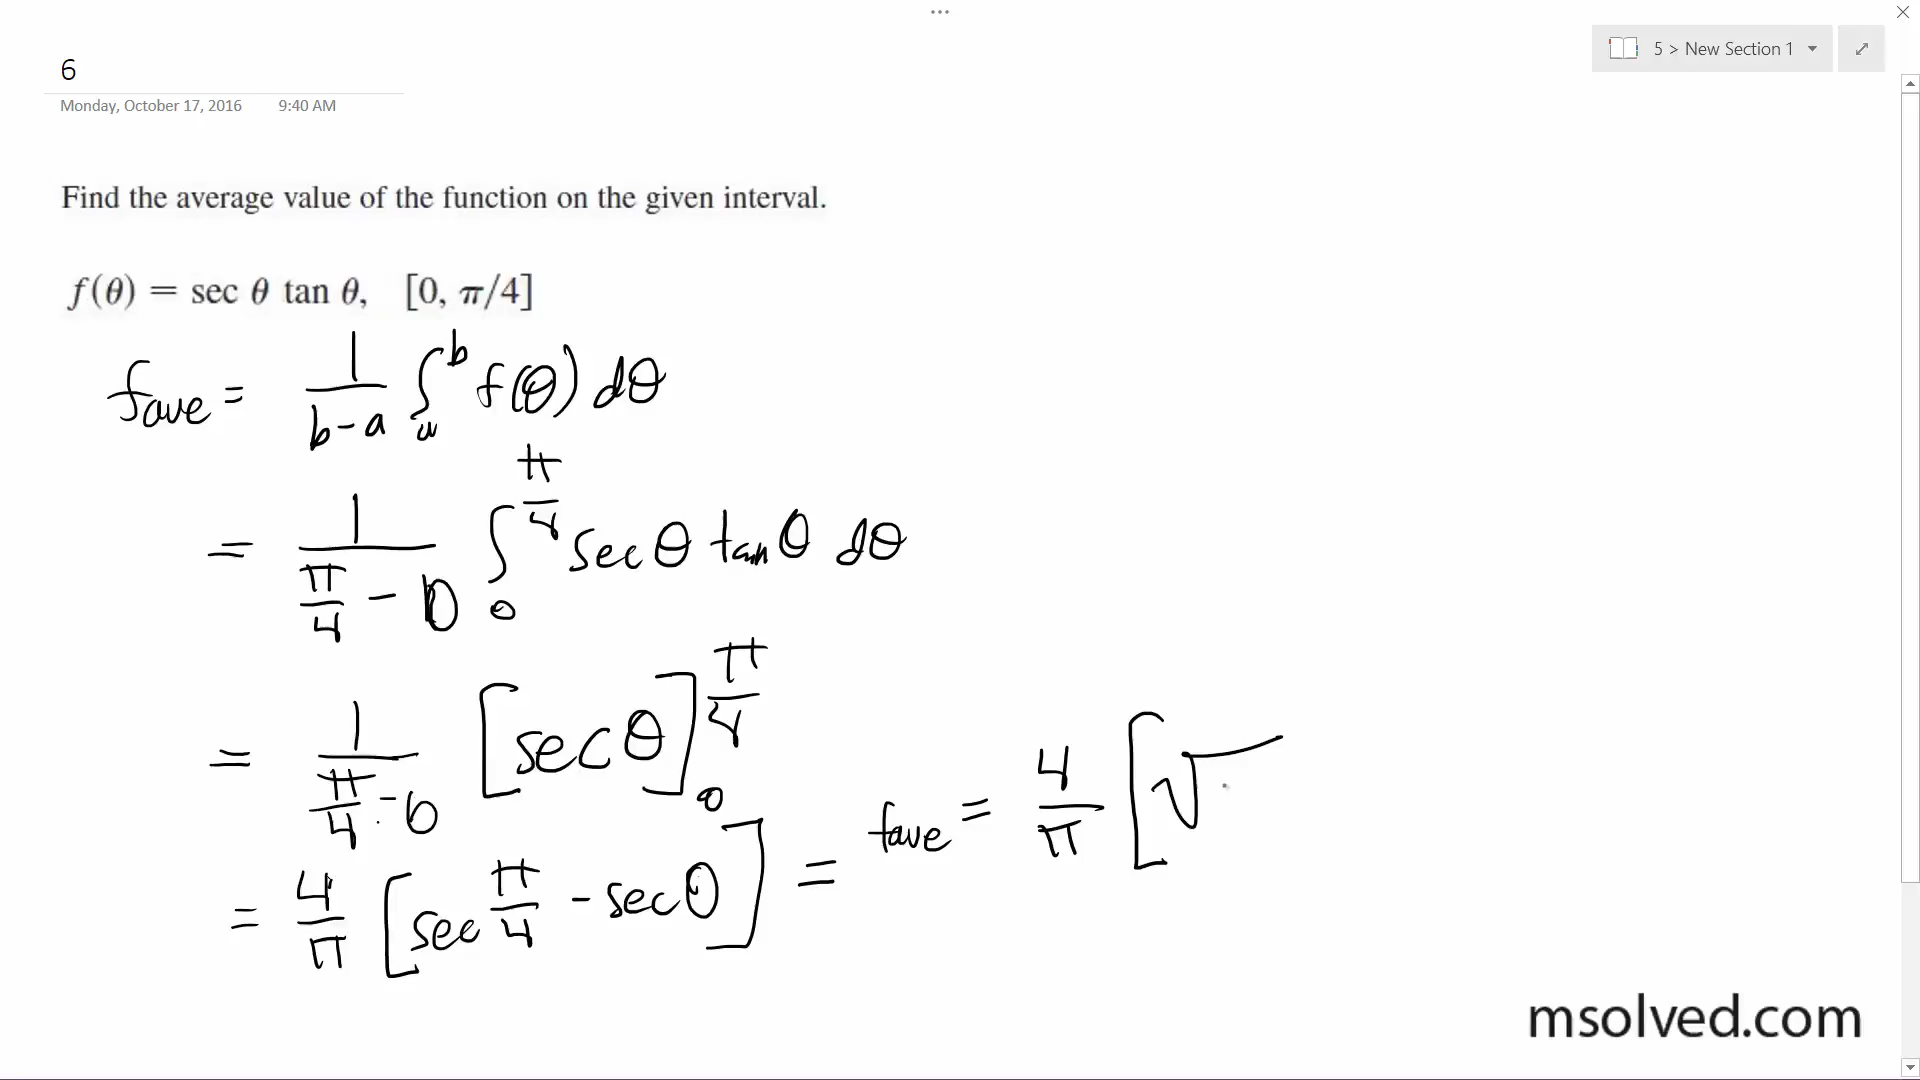 5 > New Section 1
6
Monday, October 17, 2016 9:40 AM
Find the average value of the function on the given interval.
f(θ) = sec θ tan θ, [0, π/4]
fave = 1/(b-a) ∫_a^b f(θ) dθ
= 1/(π/4 - 0) ∫_0^(π/4) sec θ tan θ dθ
= 1/(π/4 - 0) [sec θ]_0^(π/4)
= 4/π [sec π/4 - sec 0] = fave = 4/π [√
msolved.com